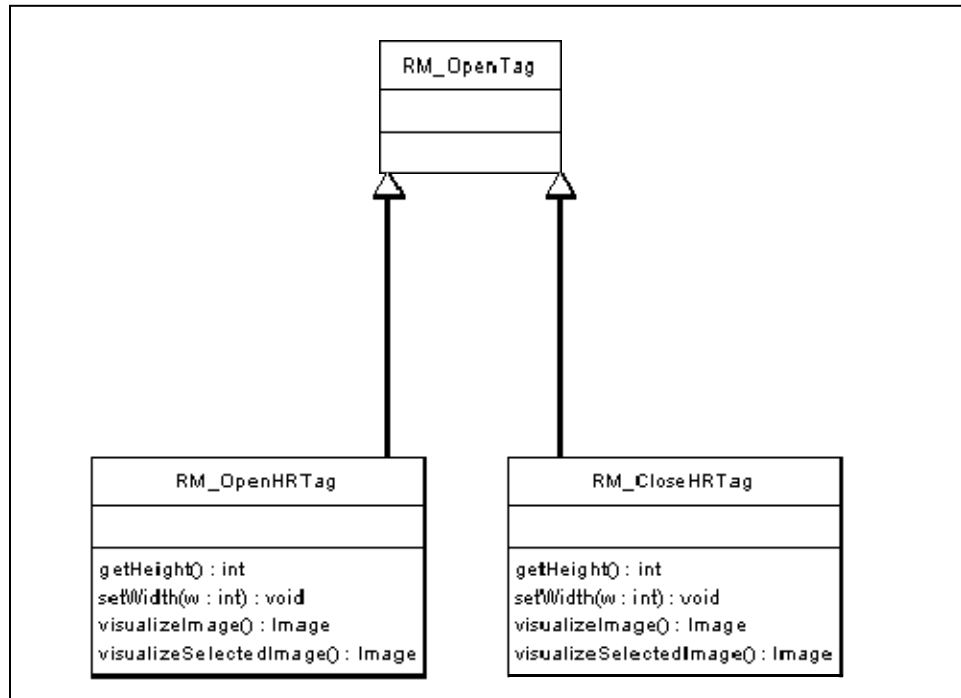 RM_OpenTag
RM_OpenHRTag
getHeight() : int
setWidth(w : int) : void
visualizeImage() : Image
visualizeSelectedImage() : Image
RM_CloseHRTag
getHeight() : int
setWidth(w : int) : void
visualizeImage() : Image
visualizeSelectedImage() : Image